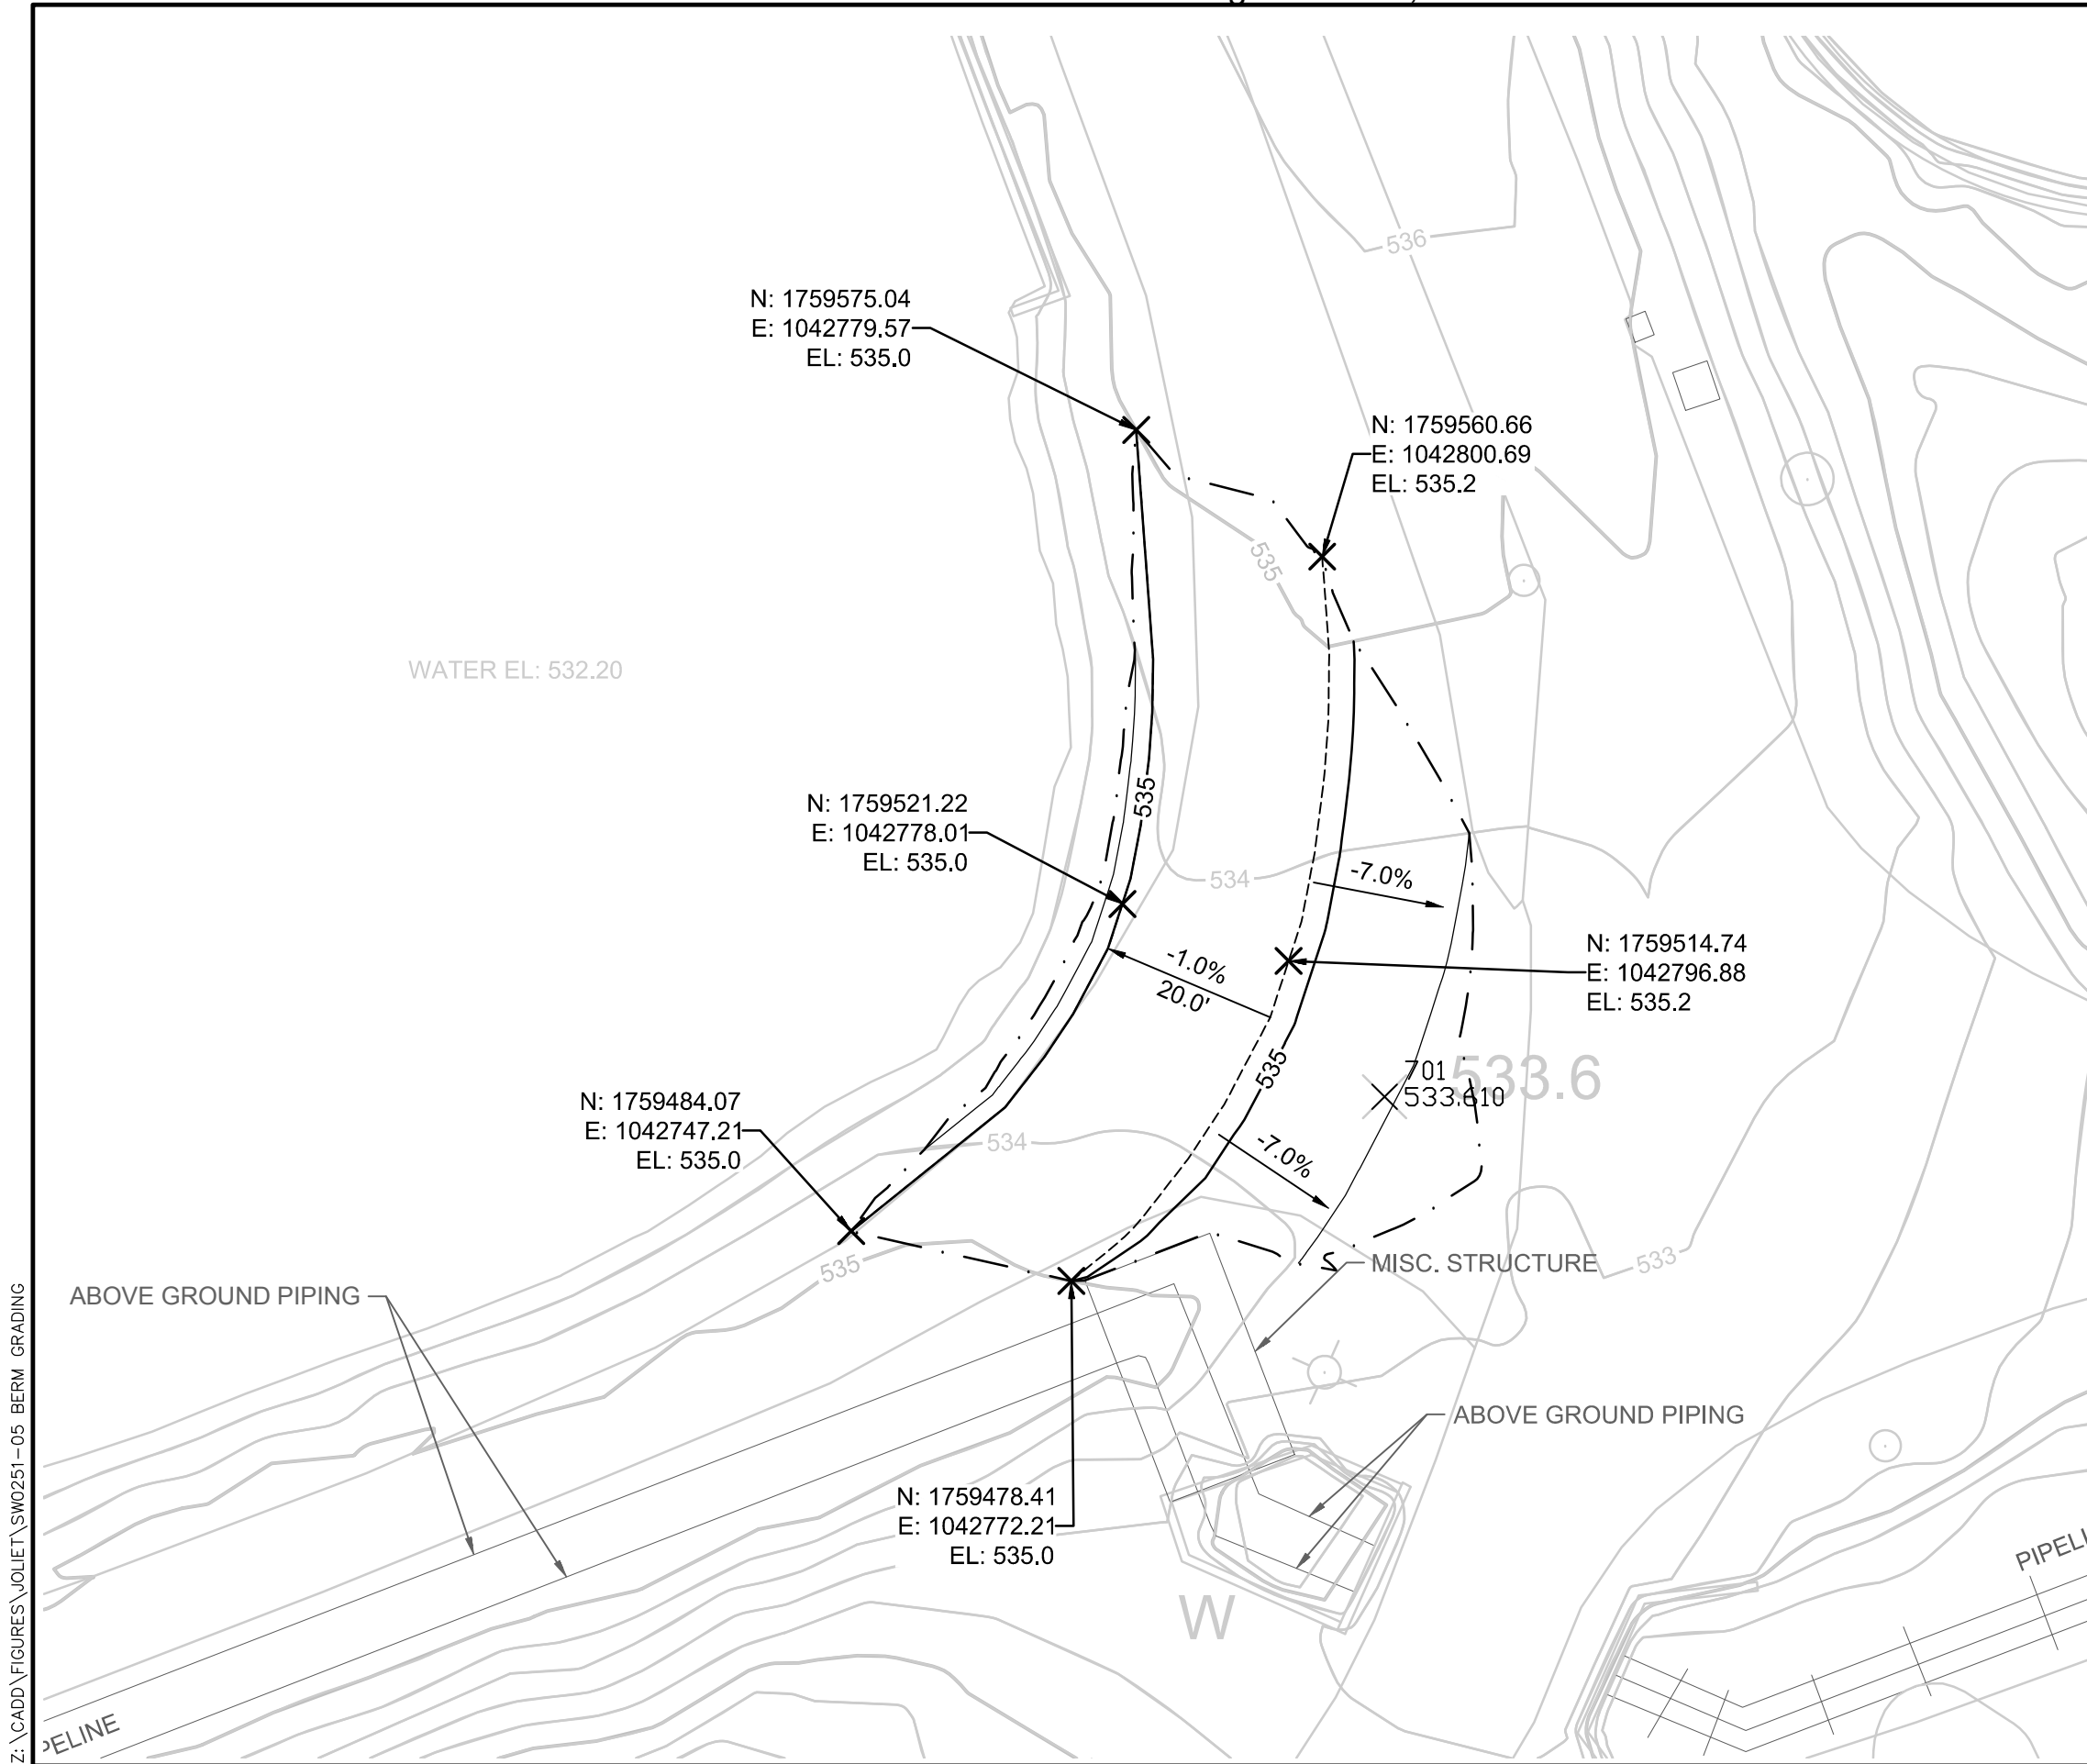 536
N: 1759575.04
E: 1042779.57
EL: 535.0
N: 1759560.66
E: 1042800.69
EL: 535.2
535
WATER EL: 532.20
535
N: 1759521.22
E: 1042778.01
EL: 535.0
534
-7.0%
N: 1759514.74
E: 1042796.88
EL: 535.2
-1.0%
20.0'
535
701
533.610
533.6
N: 1759484.07
E: 1042747.21
EL: 535.0
534
-7.0%
535
MISC. STRUCTURE
533
ABOVE GROUND PIPING
ABOVE GROUND PIPING
N: 1759478.41
E: 1042772.21
EL: 535.0
W
Z:\CADD\FIGURES\JOLIET\SW0251-05 BERM GRADING